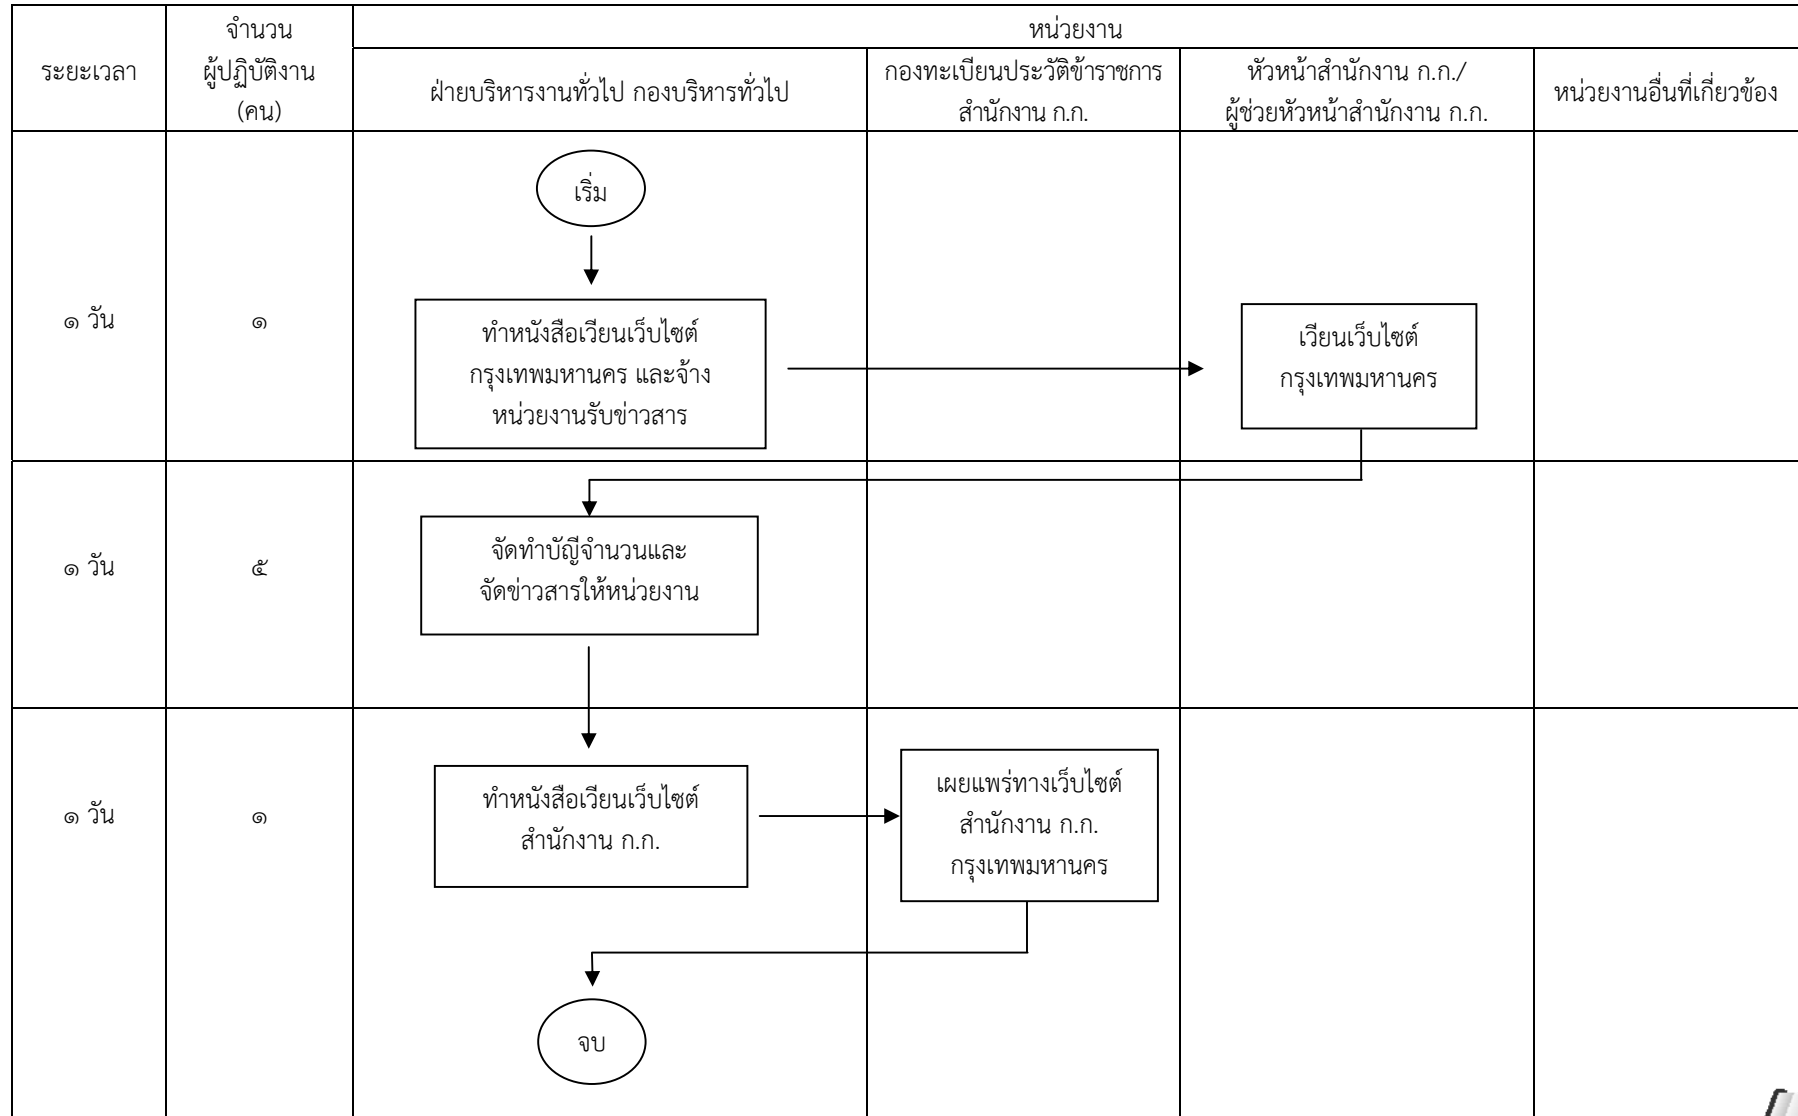 ระยะเวลา
จำนวน
ผู้ปฏิบัติงาน
(คน)
หน่วยงาน
ฝ่ายบริหารงานทั่วไป กองบริหารทั่วไป
กองทะเบียนประวัติข้าราชการ
สำนักงาน ก.ก.
หัวหน้าสำนักงาน ก.ก./
ผู้ช่วยหัวหน้าสำนักงาน ก.ก.
หน่วยงานอื่นที่เกี่ยวข้อง
เริ่ม
๑ วัน
๑
ทำหนังสือเวียนเว็บไซต์
กรุงเทพมหานคร และจ้าง
หน่วยงานรับข่าวสาร
เวียนเว็บไซต์
กรุงเทพมหานคร
๑ วัน
๕
จัดทำบัญีจำนวนและ
จัดข่าวสารให้หน่วยงาน
๑ วัน
๑
ทำหนังสือเวียนเว็บไซต์
สำนักงาน ก.ก.
เผยแพร่ทางเว็บไซต์
สำนักงาน ก.ก.
กรุงเทพมหานคร
จบ